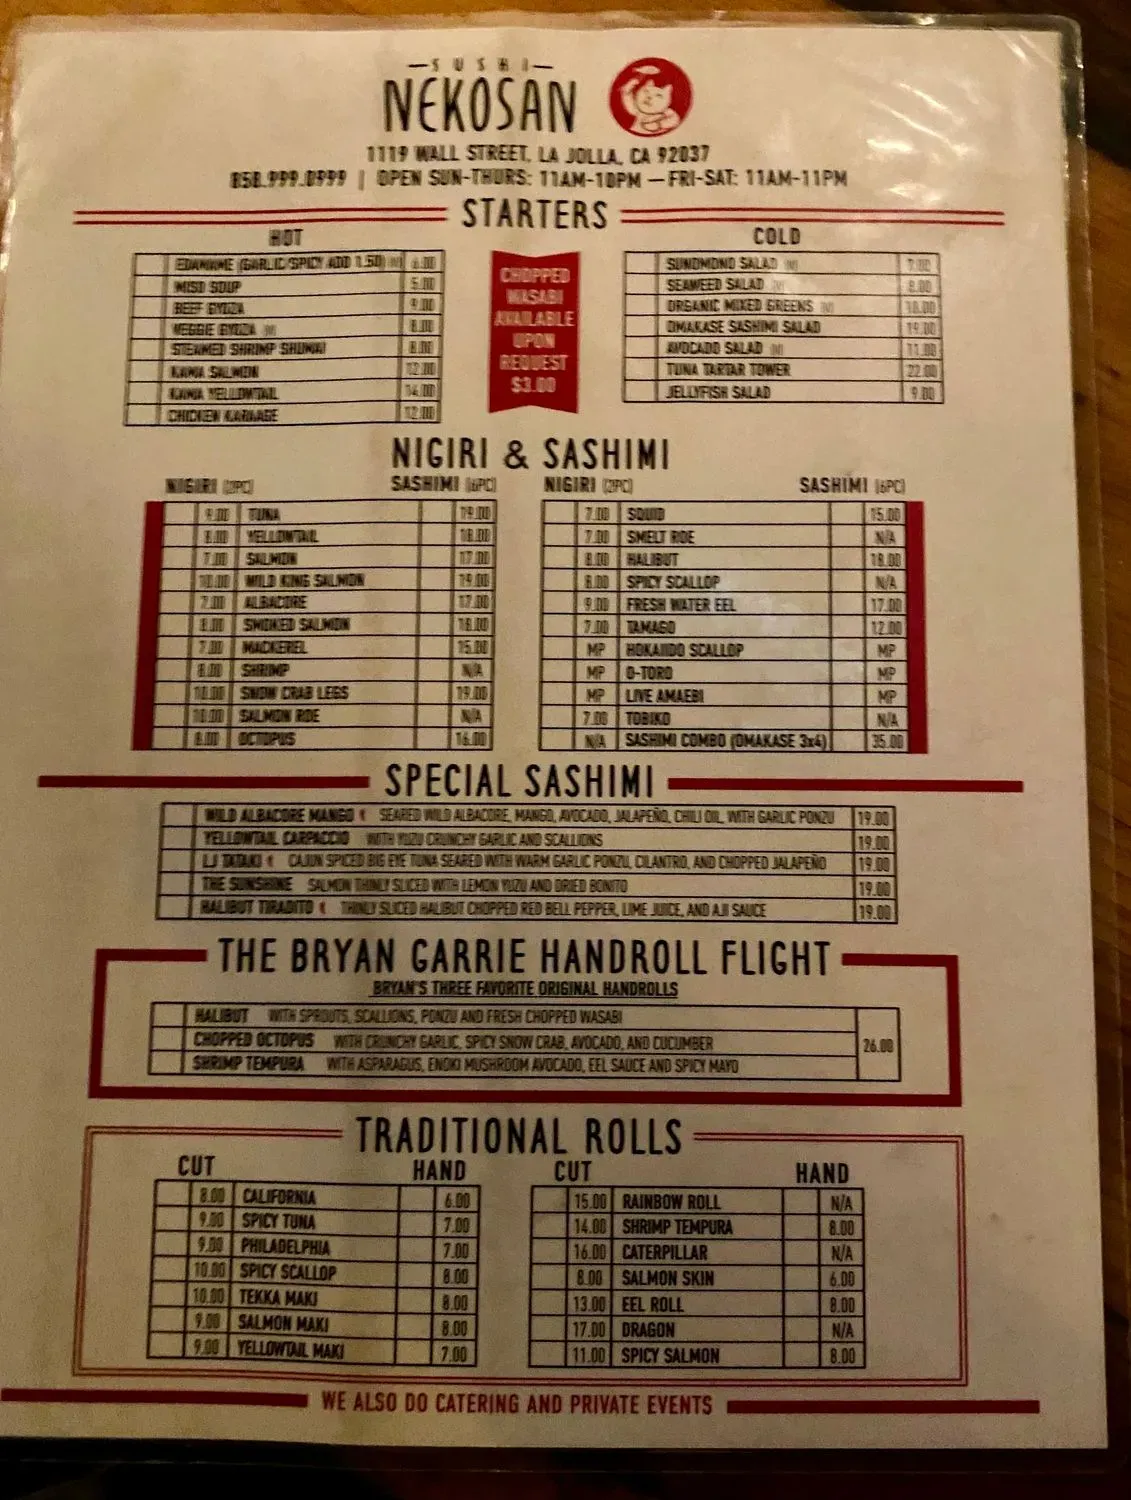 SUSHI
NEKOSAN
1119 WALL STREET, LA JOLLA, CA 92037
858.999.0999 | OPEN SUN-THURS: 11AM-10PM — FRI-SAT: 11AM-11PM
STARTERS
HOT
EDAMAME (GARLIC/SPICY ADD 1.50) (V) 6.00
MISO SOUP 5.00
BEEF GYOZA 9.00
VEGGIE GYOZA (V) 8.00
STEAMED SHRIMP SHUMAI 8.00
KAMA SALMON 12.00
KAMA YELLOWTAIL 14.00
CHICKEN KARAAGE 12.00
CHOPPED
WASABI
AVAILABLE
UPON
REQUEST
$3.00
COLD
SUNOMONO SALAD (V) 7.00
SEAWEED SALAD (V) 8.00
ORGANIC MIXED GREENS (V)
OMAKASE SASHIMI SALAD 19.00
AVOCADO SALAD (V) 11.00
TUNA TARTAR TOWER 22.00
JELLYFISH SALAD 9.00
NIGIRI & SASHIMI
NIGIRI (2PC) SASHIMI (6PC)
9.00 TUNA 19.00
8.00 YELLOWTAIL 18.00
7.00 SALMON 17.00
10.00 WILD KING SALMON 19.00
7.00 ALBACORE 17.00
8.00 SMOKED SALMON 18.00
7.00 MACKEREL 15.00
8.00 SHRIMP N/A
10.00 SNOW CRAB LEGS 19.00
10.00 SALMON ROE N/A
8.00 OCTOPUS 16.00
NIGIRI (2PC) SASHIMI (6PC)
7.00 SQUID 15.00
7.00 SMELT ROE N/A
8.00 HALIBUT 18.00
8.00 SPICY SCALLOP N/A
9.00 FRESH WATER EEL 17.00
7.00 TAMAGO 12.00
MP HOKAIIDO SCALLOP MP
MP O-TORO MP
MP LIVE AMAEBI MP
7.00 TOBIKO N/A
N/A SASHIMI COMBO (OMAKASE 3x4) 35.00
SPECIAL SASHIMI
WILD ALBACORE MANGO SEARED WILD ALBACORE, MANGO, AVOCADO, JALAPEÑO, CHILI OIL, WITH GARLIC PONZU 19.00
YELLOWTAIL CARPACCIO WITH YUZU CRUNCHY GARLIC AND SCALLIONS 19.00
LJ TATAKI CAJUN SPICED BIG EYE TUNA SEARED WITH WARM GARLIC PONZU, CILANTRO, AND CHOPPED JALAPEÑO 19.00
THE SUNSHINE SALMON THINLY SLICED WITH LEMON YUZU AND DRIED BONITO 19.00
HALIBUT TIRADITO THINLY SLICED HALIBUT CHOPPED RED BELL PEPPER, LIME JUICE, AND AJI SAUCE 19.00
THE BRYAN GARRIE HANDROLL FLIGHT
BRYAN'S THREE FAVORITE ORIGINAL HANDROLLS
HALIBUT WITH SPROUTS, SCALLIONS, PONZU AND FRESH CHOPPED WASABI
CHOPPED OCTOPUS WITH CRUNCHY GARLIC, SPICY SNOW CRAB, AVOCADO, AND CUCUMBER
26.00
SHRIMP TEMPURA WITH ASPARAGUS, ENOKI MUSHROOM AVOCADO, EEL SAUCE AND SPICY MAYO
TRADITIONAL ROLLS
CUT HAND
8.00 CALIFORNIA 6.00
9.00 SPICY TUNA 7.00
9.00 PHILADELPHIA 7.00
10.00 SPICY SCALLOP 8.00
10.00 TEKKA MAKI 8.00
9.00 SALMON MAKI 8.00
9.00 YELLOWTAIL MAKI 7.00
CUT HAND
15.00 RAINBOW ROLL N/A
14.00 SHRIMP TEMPURA 8.00
16.00 CATERPILLAR N/A
8.00 SALMON SKIN 6.00
13.00 EEL ROLL 8.00
17.00 DRAGON N/A
11.00 SPICY SALMON 8.00
WE ALSO DO CATERING AND PRIVATE EVENTS